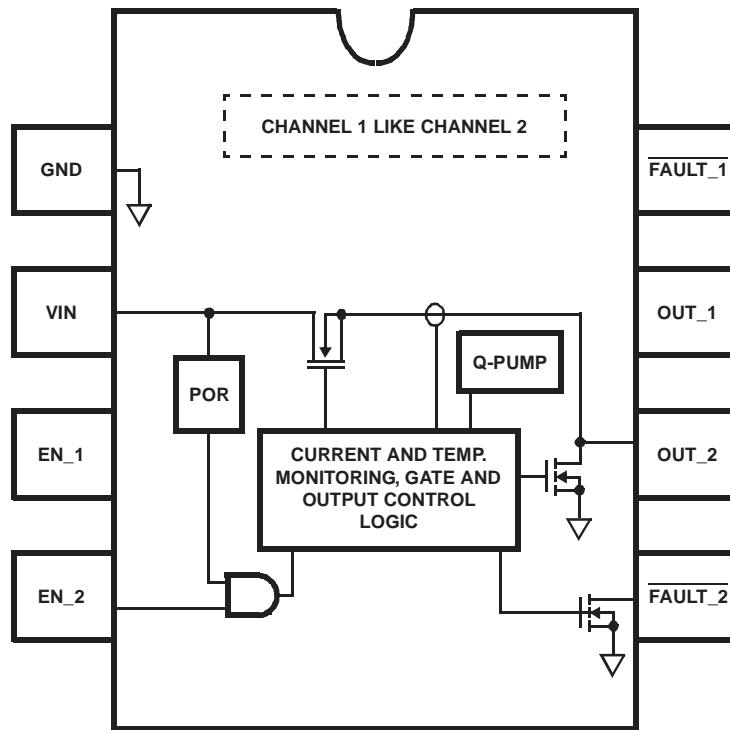 CHANNEL 1 LIKE CHANNEL 2
GND
FAULT_1
VIN
OUT_1
Q-PUMP
POR
EN_1
CURRENT AND TEMP.
MONITORING, GATE AND
OUTPUT CONTROL
LOGIC
OUT_2
EN_2
FAULT_2